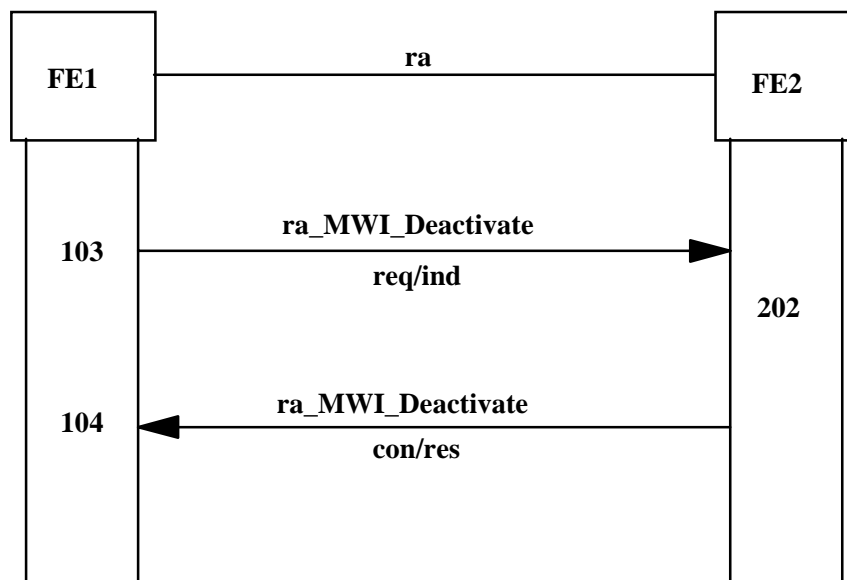 ra
FE1
FE2
ra_MWI_Deactivate
103
req/ind
202
ra_MWI_Deactivate
104
con/res